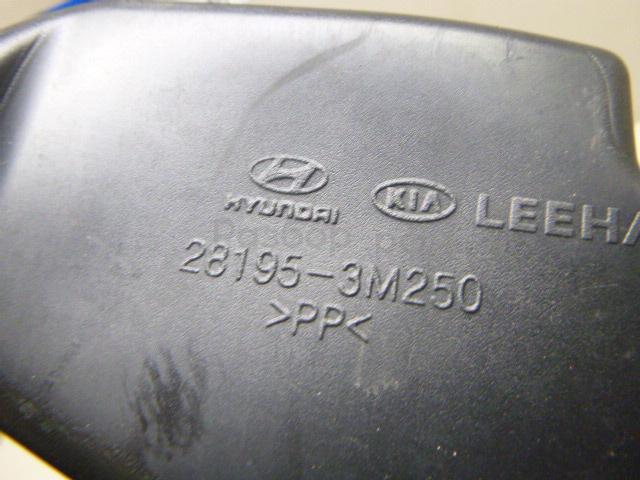 HYUNDAI KIA LEEHA
28195-3M250
>PP<